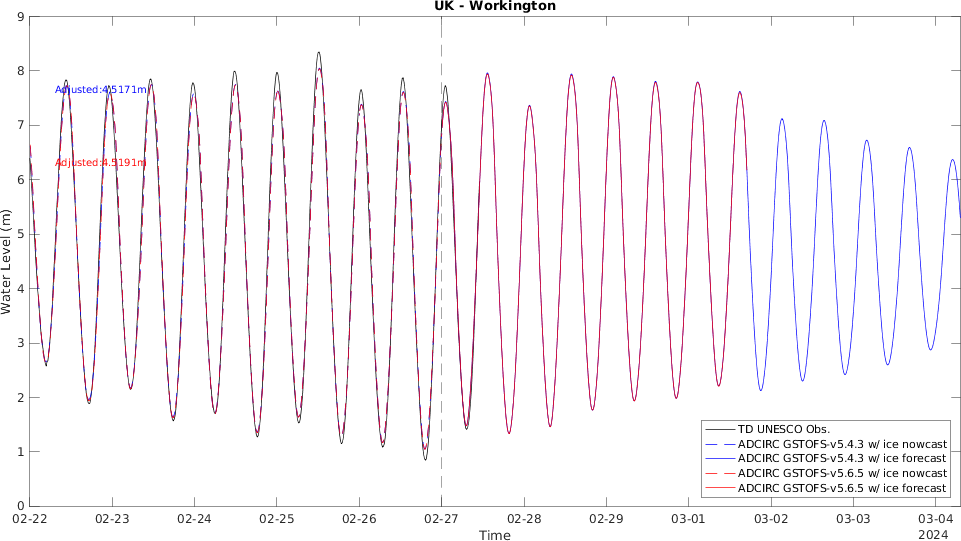 UK - Workington
9
8
7
6
5
4
3
2
1
0
Water Level (m)
Adjusted:4.5171m
Adjusted:4.5191m
TD UNESCO Obs.
ADCIRC GSTOFS-v5.4.3 w/ ice nowcast
ADCIRC GSTOFS-v5.4.3 w/ ice forecast
ADCIRC GSTOFS-v5.6.5 w/ ice nowcast
ADCIRC GSTOFS-v5.6.5 w/ ice forecast
02-22 02-23 02-24 02-25 02-26 02-27 02-28 02-29 03-01 03-02 03-03 03-04
Time 2024